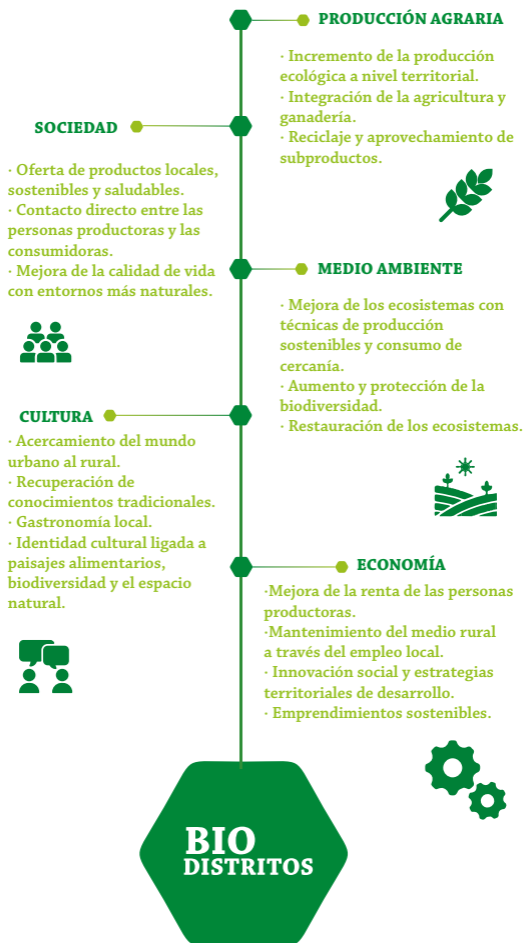 PRODUCCIÓN AGRARIA
· Incremento de la producción
ecológica a nivel territorial.
· Integración de la agricultura y
ganadería.
· Reciclaje y aprovechamiento de
subproductos.
SOCIEDAD
· Oferta de productos locales,
sostenibles y saludables.
· Contacto directo entre las
personas productoras y las
consumidoras.
· Mejora de la calidad de vida
con entornos más naturales.
MEDIO AMBIENTE
· Mejora de los ecosistemas con
técnicas de producción
sostenibles y consumo de
cercanía.
· Aumento y protección de la
biodiversidad.
· Restauración de los ecosistemas.
CULTURA
· Acercamiento del mundo
urbano al rural.
· Recuperación de
conocimientos tradicionales.
· Gastronomía local.
· Identidad cultural ligada a
paisajes alimentarios,
biodiversidad y el espacio
natural.
ECONOMÍA
·Mejora de la renta de las personas
productoras.
·Mantenimiento del medio rural
a través del empleo local.
· Innovación social y estrategias
territoriales de desarrollo.
· Emprendimientos sostenibles.
BIO
DISTRITOS